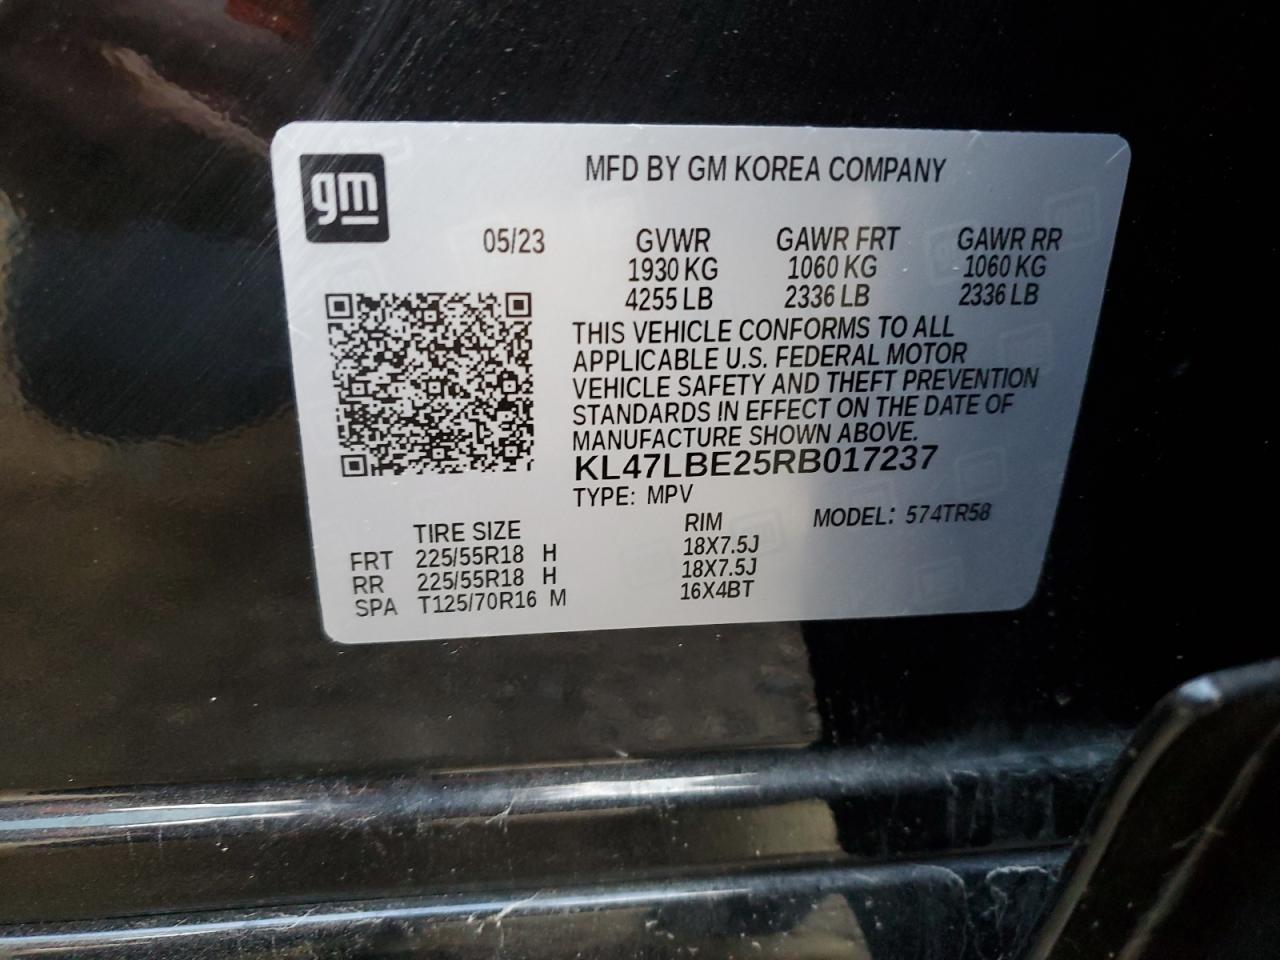 gm
MFD BY GM KOREA COMPANY
05/23
GVWR GAWR FRT GAWR RR
1930 KG 1060 KG 1060 KG
4255 LB 2336 LB 2336 LB
THIS VEHICLE CONFORMS TO ALL
APPLICABLE U.S. FEDERAL MOTOR
VEHICLE SAFETY AND THEFT PREVENTION
STANDARDS IN EFFECT ON THE DATE OF
MANUFACTURE SHOWN ABOVE.
KL47LBE25RB017237
TYPE: MPV
MODEL: 574TR58
TIRE SIZE RIM
FRT 225/55R18 H 18X7.5J
RR 225/55R18 H 18X7.5J
SPA T125/70R16 M 16X4BT